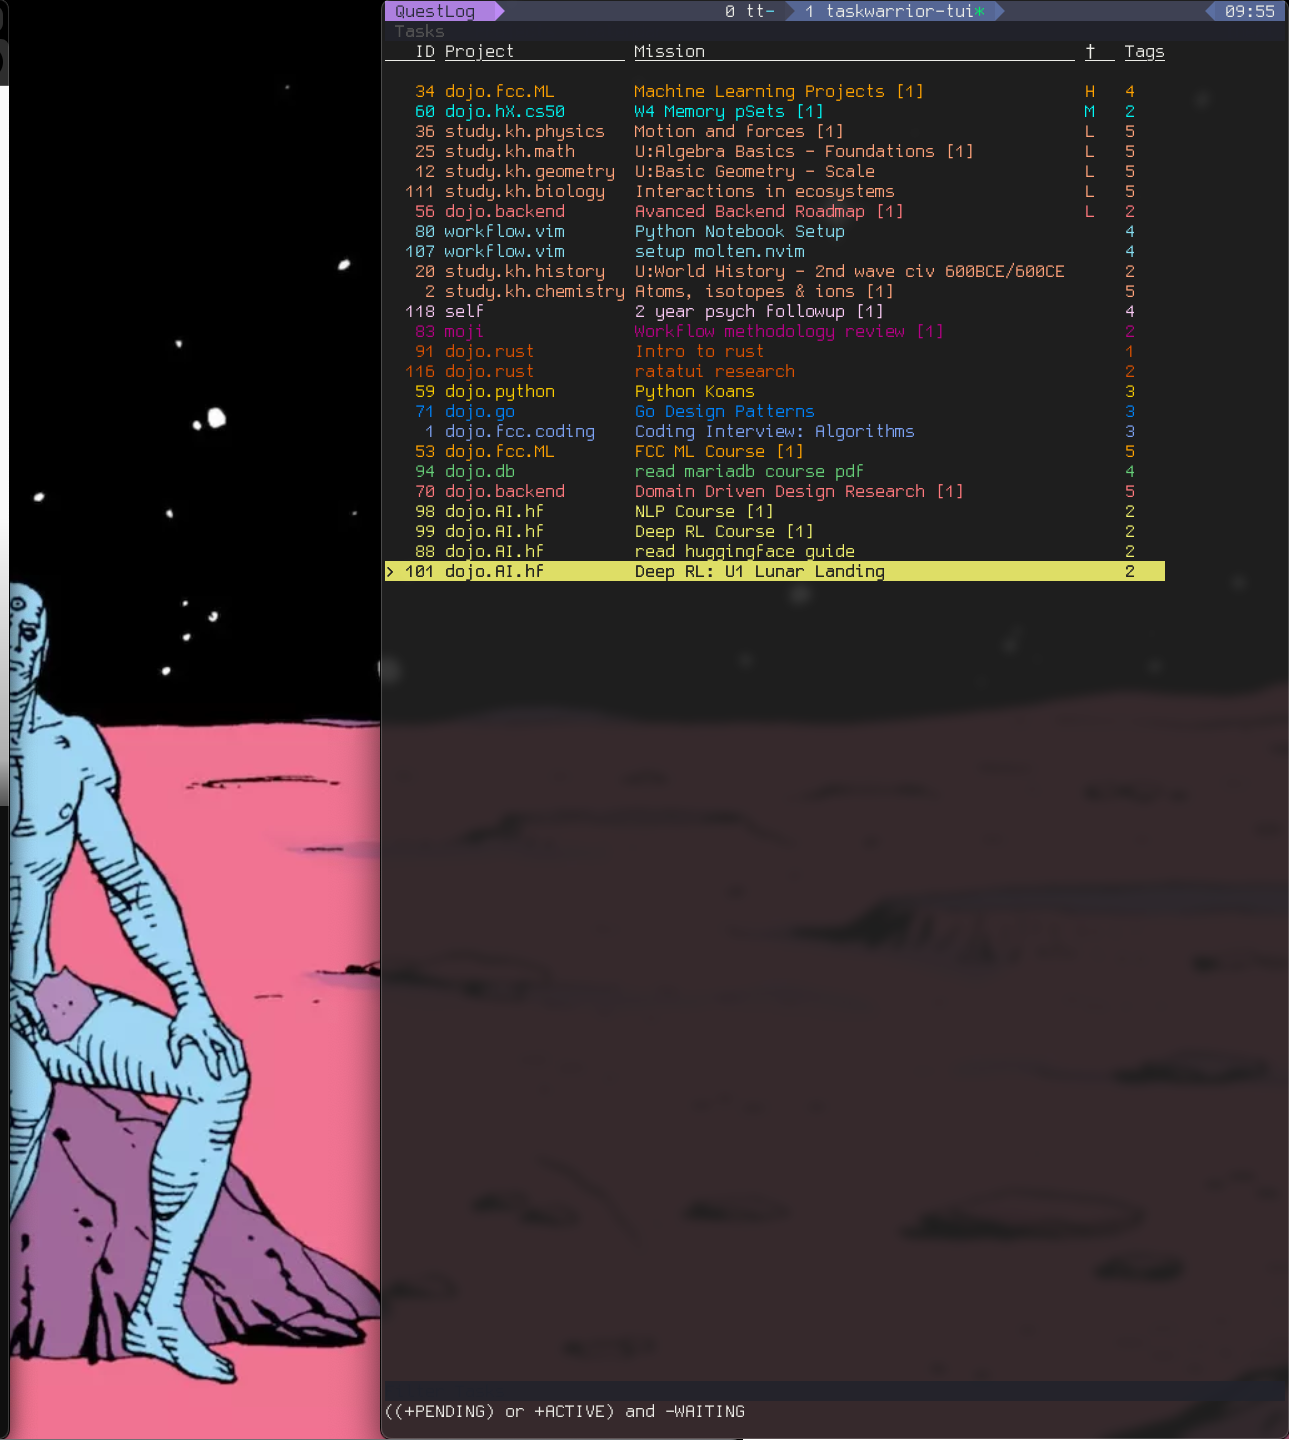 QuestLog 0 tt- 1 taskwarrior-tui* 09:55
Tasks
ID Project Mission † Tags
34 dojo.fcc.ML Machine Learning Projects [1] H 4
60 dojo.hX.cs50 W4 Memory pSets [1] M 2
36 study.kh.physics Motion and forces [1] L 5
25 study.kh.math U:Algebra Basics - Foundations [1] L 5
12 study.kh.geometry U:Basic Geometry - Scale L 5
111 study.kh.biology Interactions in ecosystems L 5
56 dojo.backend Avanced Backend Roadmap [1] L 2
80 workflow.vim Python Notebook Setup 4
107 workflow.vim setup molten.nvim 4
20 study.kh.history U:World History - 2nd wave civ 600BCE/600CE 2
2 study.kh.chemistry Atoms, isotopes & ions [1] 5
118 self 2 year psych followup [1] 4
83 moji Workflow methodology review [1] 2
91 dojo.rust Intro to rust 1
116 dojo.rust ratatui research 2
59 dojo.python Python Koans 3
71 dojo.go Go Design Patterns 3
1 dojo.fcc.coding Coding Interview: Algorithms 3
53 dojo.fcc.ML FCC ML Course [1] 5
94 dojo.db read mariadb course pdf 4
70 dojo.backend Domain Driven Design Research [1] 5
98 dojo.AI.hf NLP Course [1] 2
99 dojo.AI.hf Deep RL Course [1] 2
88 dojo.AI.hf read huggingface guide 2
> 101 dojo.AI.hf Deep RL: U1 Lunar Landing 2
((+PENDING) or +ACTIVE) and -WAITING